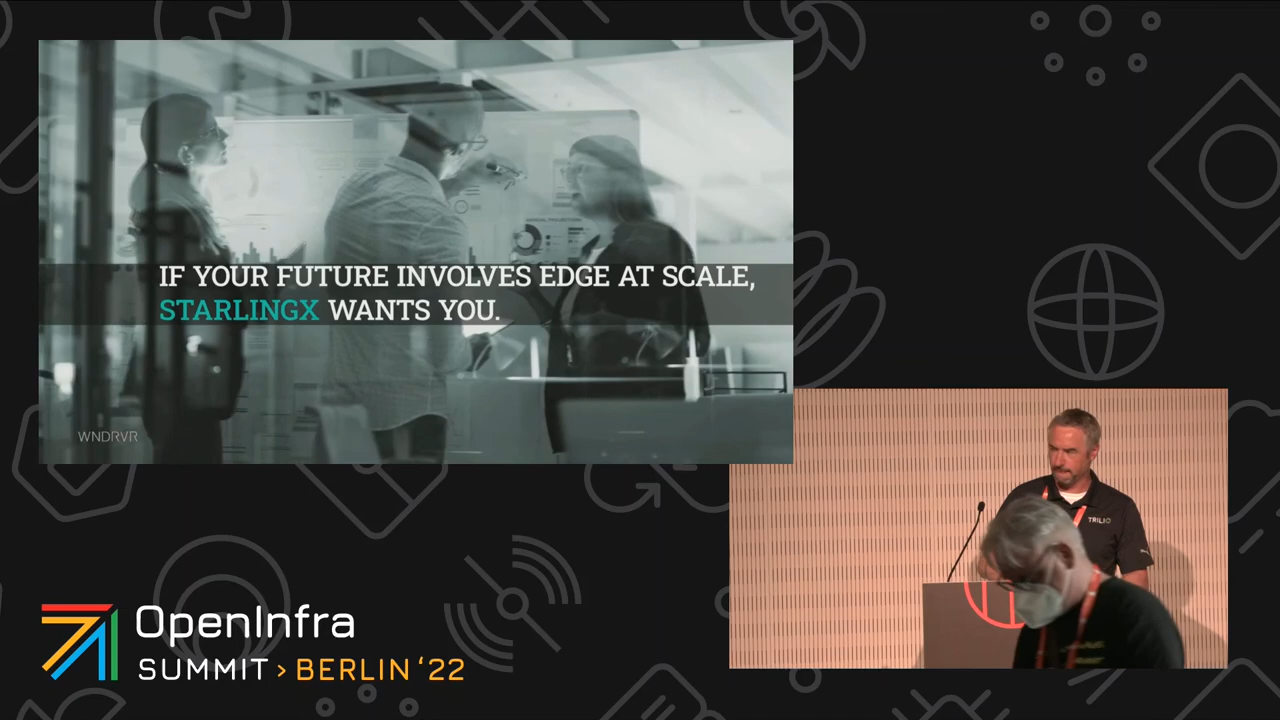 IF YOUR FUTURE INVOLVES EDGE AT SCALE,
STARLINGX WANTS YOU.
WNDRVR
TRILIO
OpenInfra
SUMMIT > BERLIN ‘22